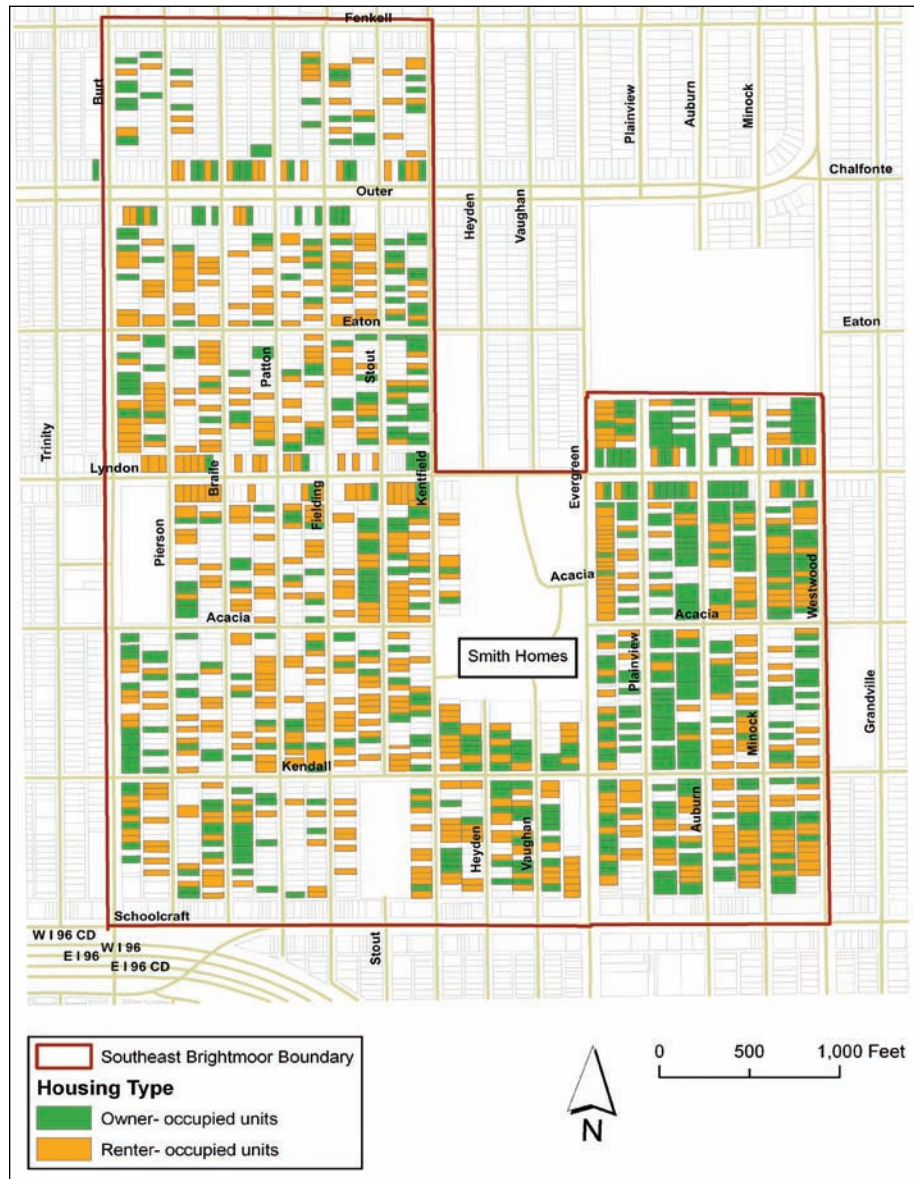 Fenkell
Burt
Plainview
Auburn
Minock
Chalfonte
Outer
Heyden
Vaughan
Eaton
Eaton
Patton
Stout
Trinity
Lyndon
Braile
Kentfield
Evergreen
Fielding
Pierson
Acacia
Westwood
Acacia
Acacia
Smith Homes
Plainview
Grandville
Minock
Kendall
Auburn
Heyden
Vaughan
Schoolcraft
W I 96 CD
W I 96
E I 96
E I 96 CD
Stout
Southeast Brightmoor Boundary
Housing Type
Owner- occupied units
Renter- occupied units
N
0 500 1,000 Feet